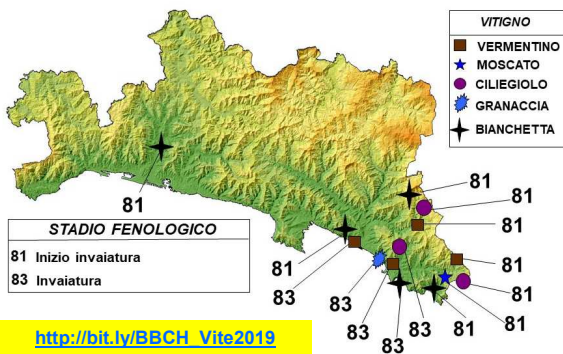 VITIGNO
VERMENTINO
MOSCATO
CILIEGIOLO
GRANACCIA
BIANCHETTA
81
81
81
81
STADIO FENOLOGICO
81 Inizio invaiatura
83 Invaiatura
81
81
81
83
83
83
83
83
81
81
http://bit.ly/BBCH_Vite2019